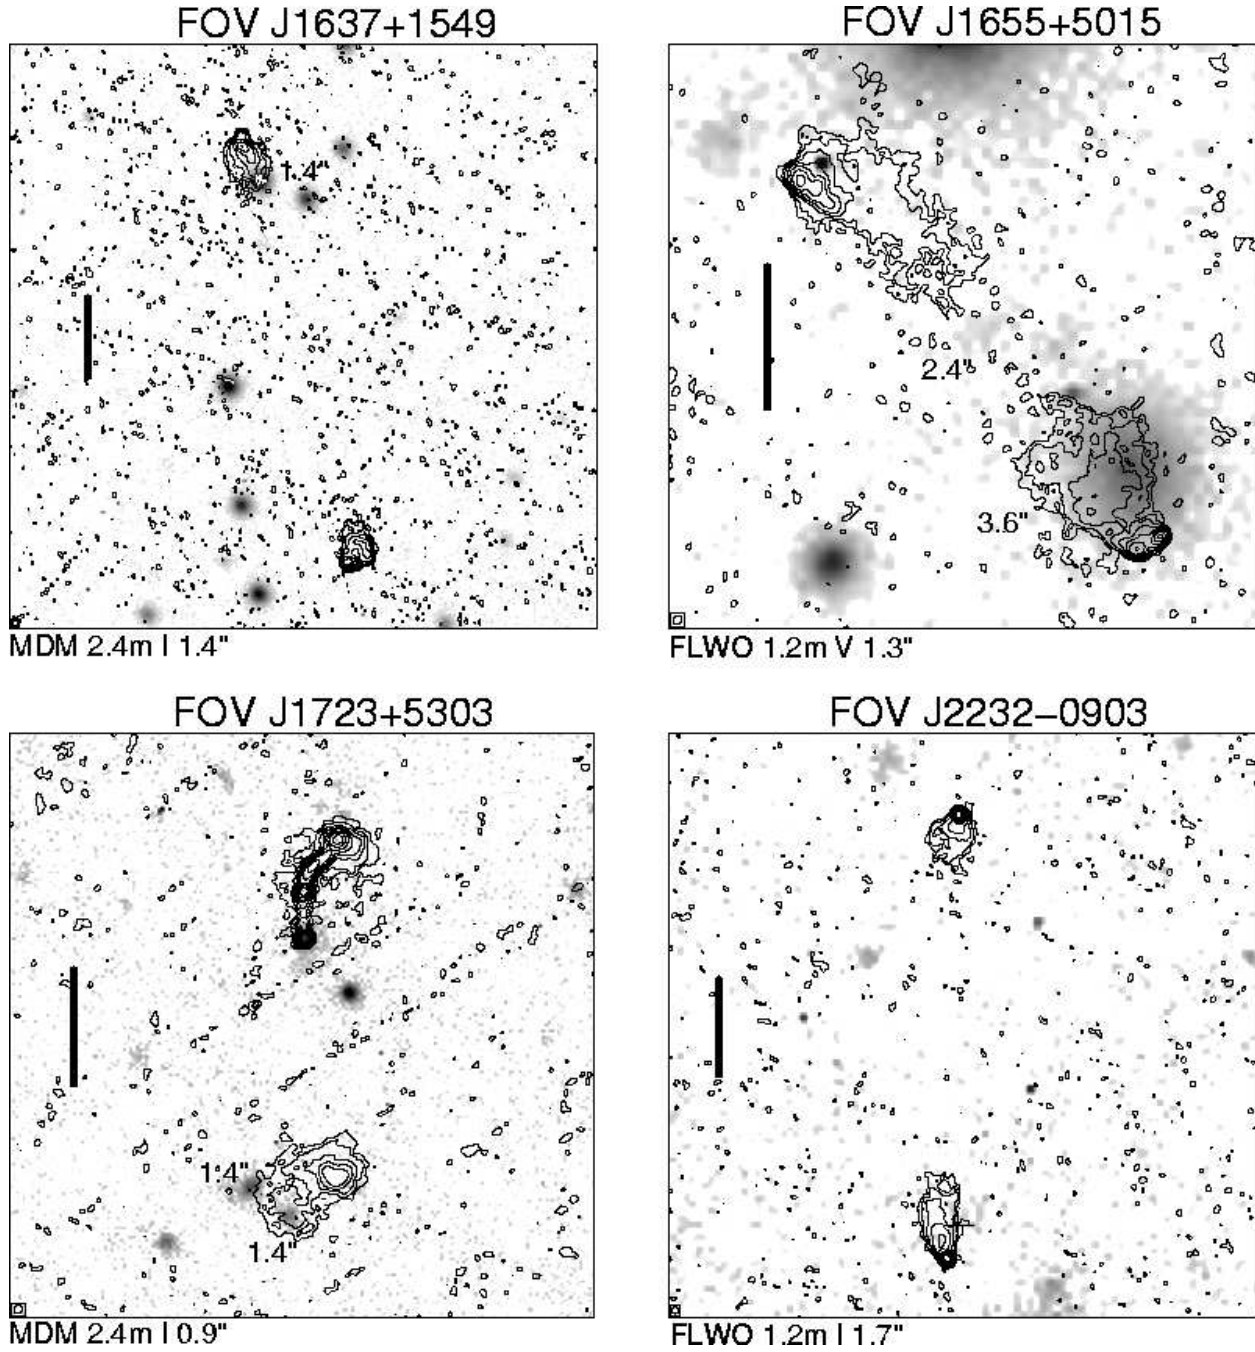 FOV J1637+1549
1.4"
MDM 2.4m I 1.4"
FOV J1655+5015
2.4"
3.6"
FLWO 1.2m V 1.3"
FOV J1723+5303
1.4"
1.4"
MDM 2.4m I 0.9"
FOV J2232−0903
FLWO 1.2m I 1.7"